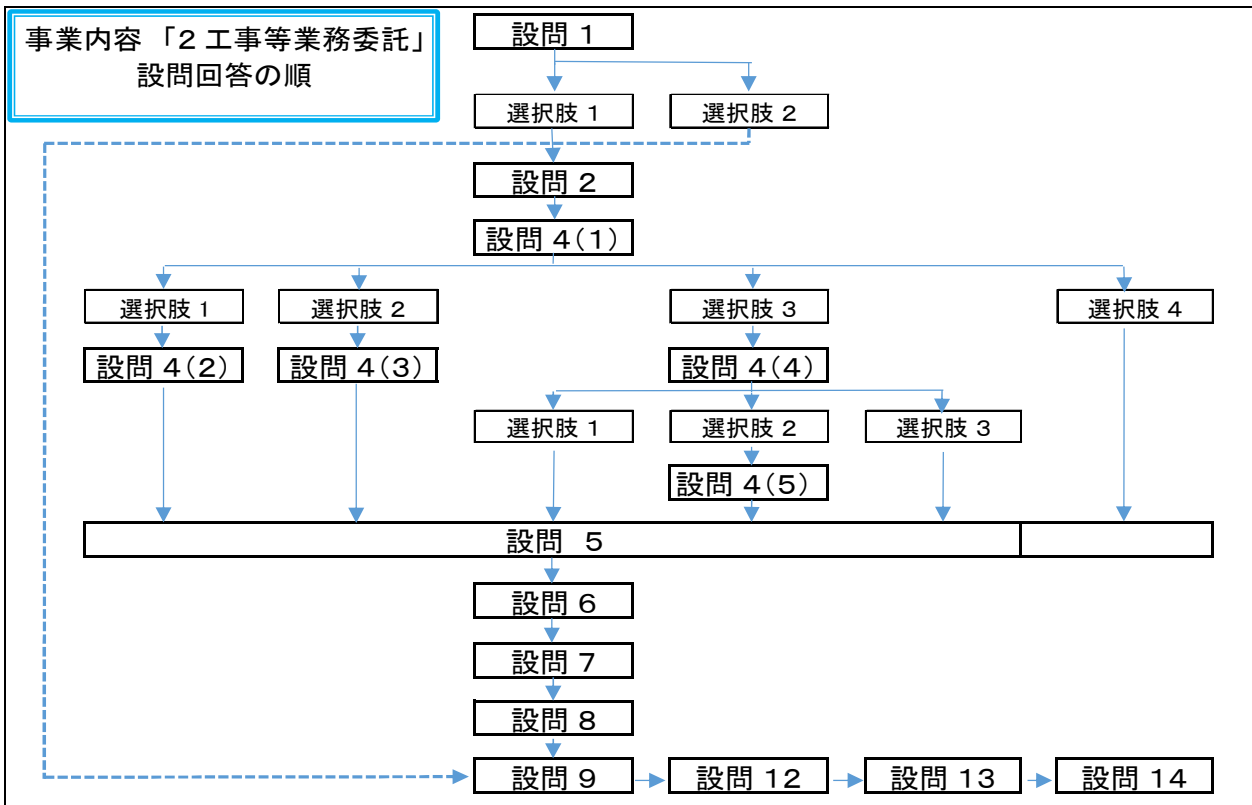 事業内容 「2 工事等業務委託」
設問回答の順
設問 1
選択肢 1
選択肢 2
設問 2
設問 4(1)
選択肢 1
選択肢 2
選択肢 3
選択肢 4
設問 4(2)
設問 4(3)
設問 4(4)
選択肢 1
選択肢 2
選択肢 3
設問 4(5)
設問 5
設問 6
設問 7
設問 8
設問 9
設問 12
設問 13
設問 14